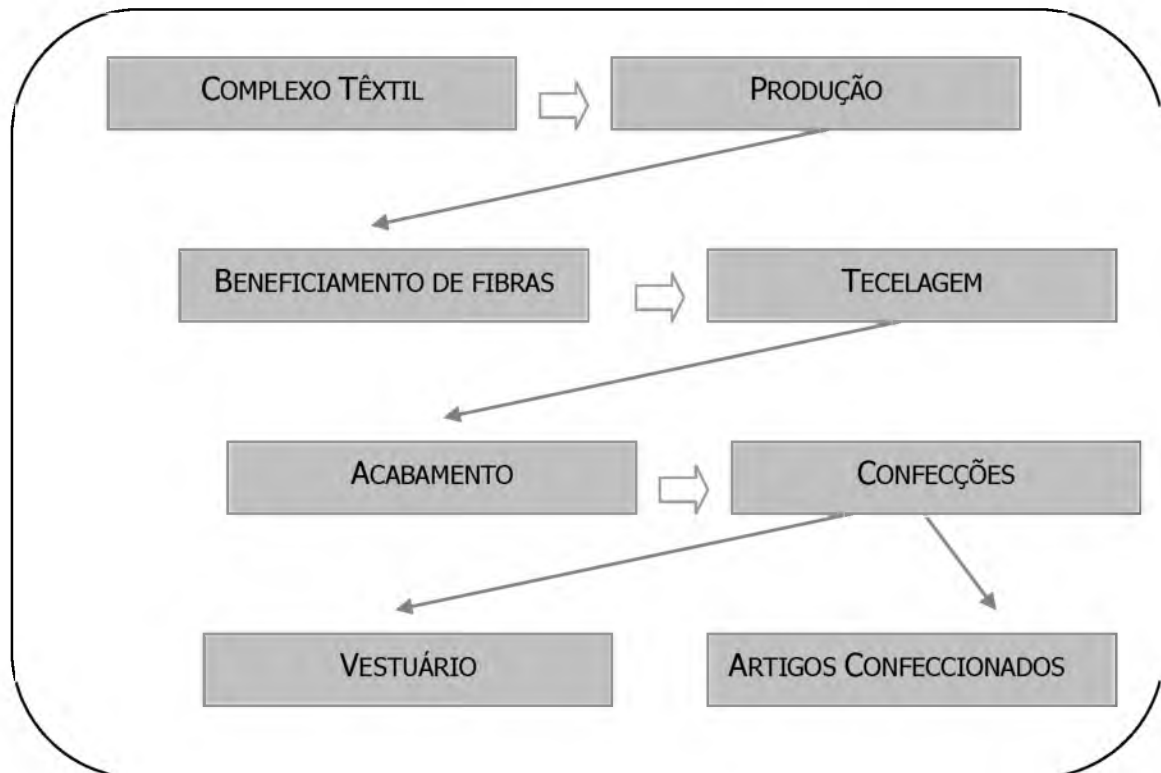 COMPLEXO TÊXTIL
PRODUÇÃO
BENEFICIAMENTO DE FIBRAS
TECELAGEM
ACABAMENTO
CONFECÇÕES
VESTUÁRIO
ARTIGOS CONFECCIONADOS